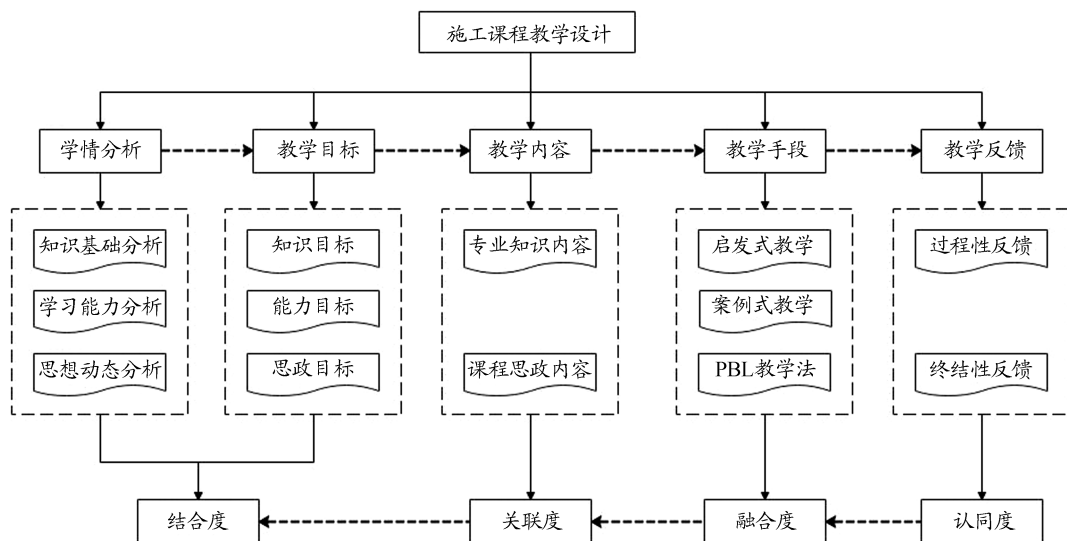 施工课程教学设计
学情分析
教学目标
教学内容
教学手段
教学反馈
知识基础分析
学习能力分析
思想动态分析
知识目标
能力目标
思政目标
专业知识内容
课程思政内容
启发式教学
案例式教学
PBL教学法
过程性反馈
终结性反馈
结合度
关联度
融合度
认同度